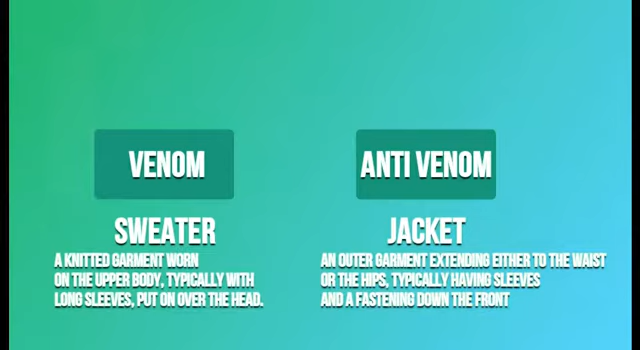 VENOM
ANTI VENOM
SWEATER
A KNITTED GARMENT WORN
ON THE UPPER BODY, TYPICALLY WITH
LONG SLEEVES, PUT ON OVER THE HEAD.
JACKET
AN OUTER GARMENT EXTENDING EITHER TO THE WAIST
OR THE HIPS, TYPICALLY HAVING SLEEVES
AND A FASTENING DOWN THE FRONT